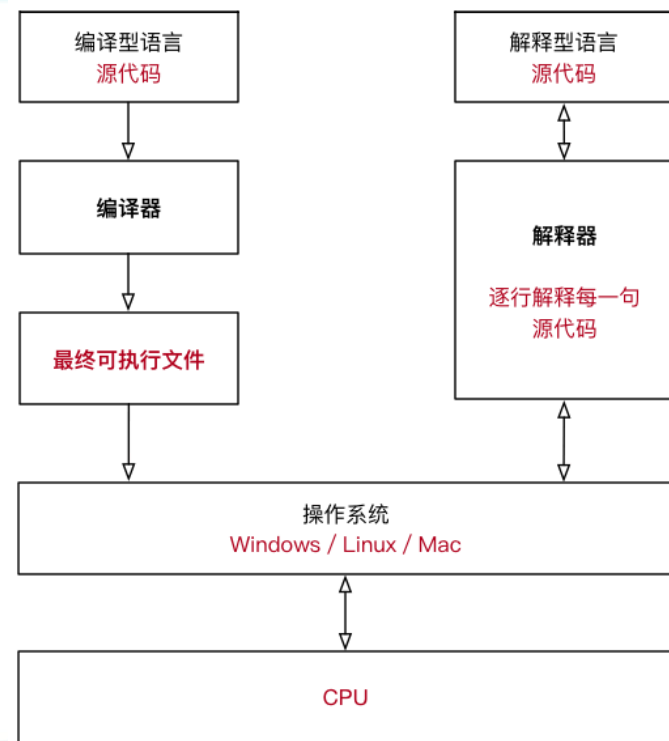 编译型语言
源代码
编译器
最终可执行文件
解释型语言
源代码
解释器
逐行解释每一句
源代码
操作系统
Windows / Linux / Mac
CPU